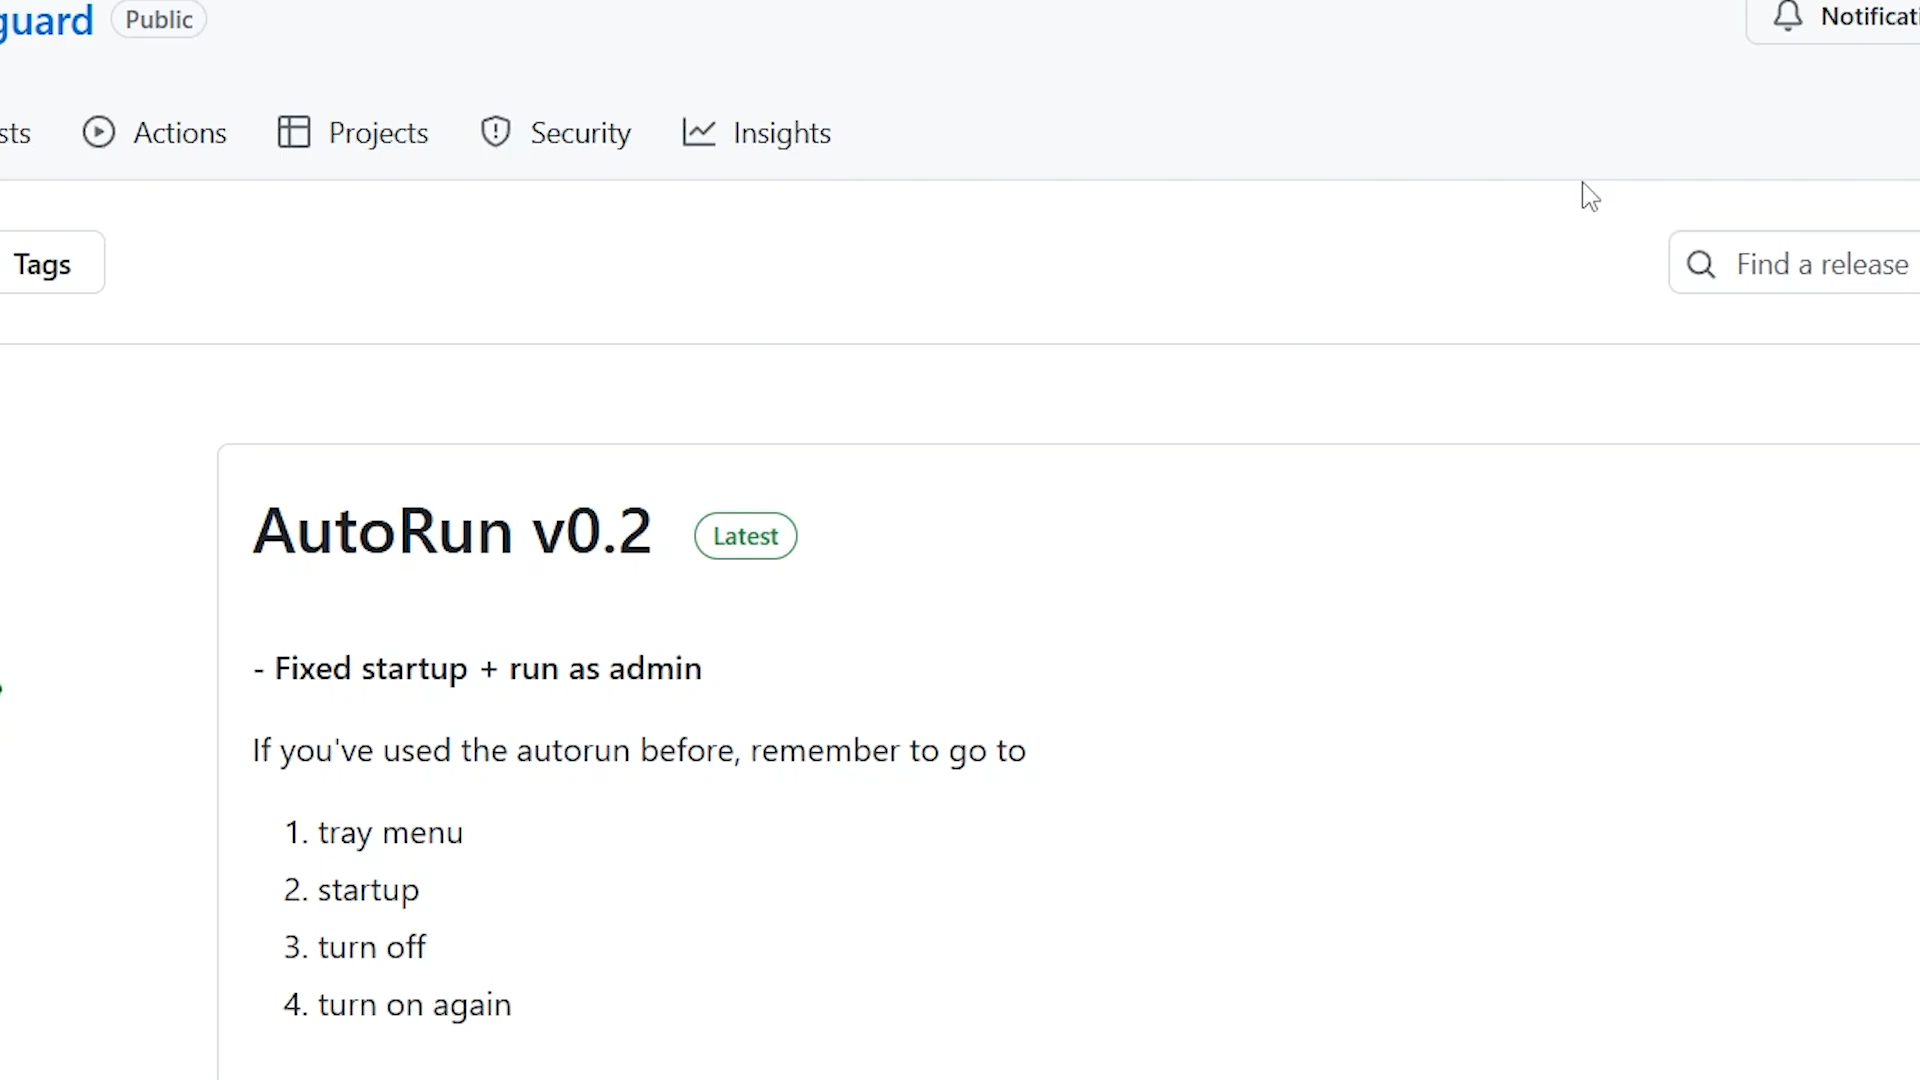 guard Public Notificati
sts Actions Projects Security Insights
Tags Find a release
AutoRun v0.2 Latest
- Fixed startup + run as admin
If you've used the autorun before, remember to go to
1. tray menu
2. startup
3. turn off
4. turn on again